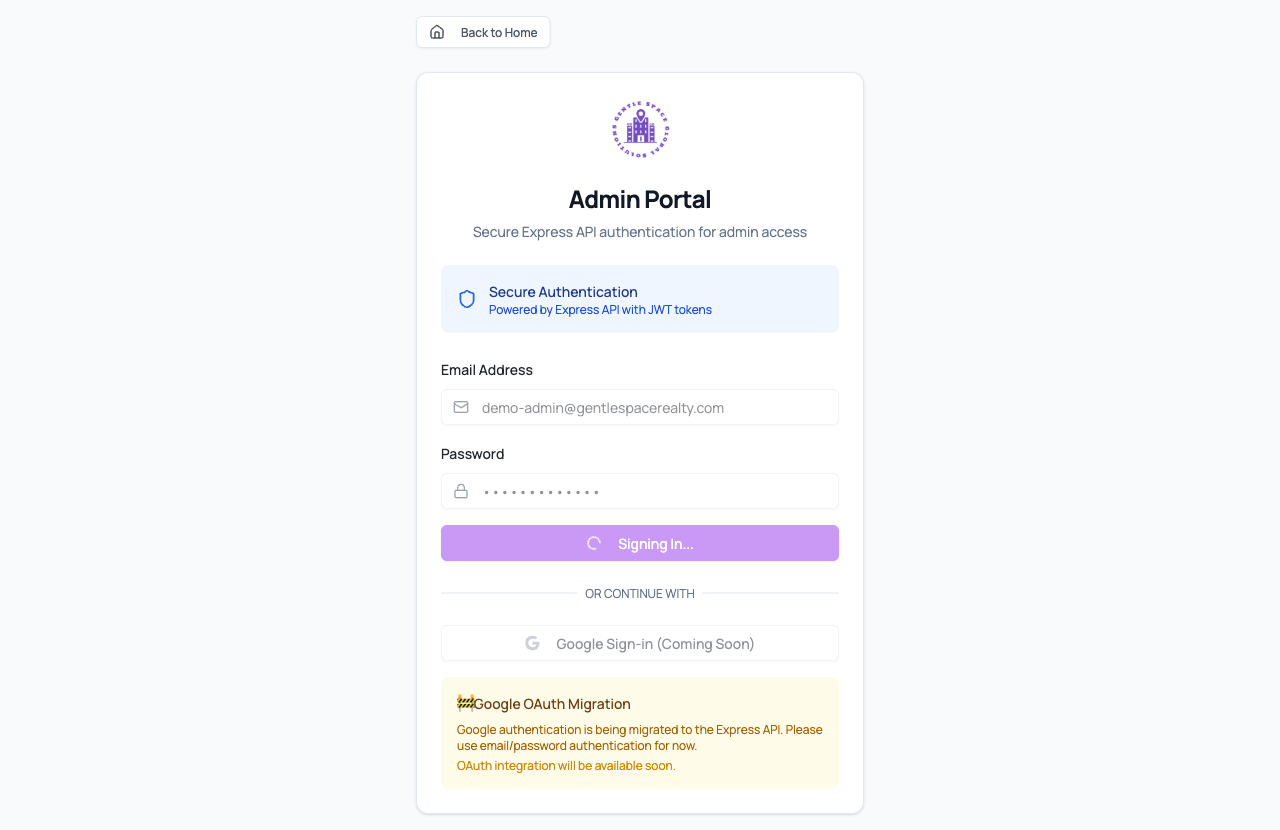 Back to Home
GENTLE SPACE GLOBAL SOLUTIONS
Admin Portal
Secure Express API authentication for admin access
Secure Authentication
Powered by Express API with JWT tokens
Email Address
demo-admin@gentlespacerealty.com
Password
•••••••••••••
Signing In...
OR CONTINUE WITH
Google Sign-in (Coming Soon)
🚧Google OAuth Migration
Google authentication is being migrated to the Express API. Please
use email/password authentication for now.
OAuth integration will be available soon.